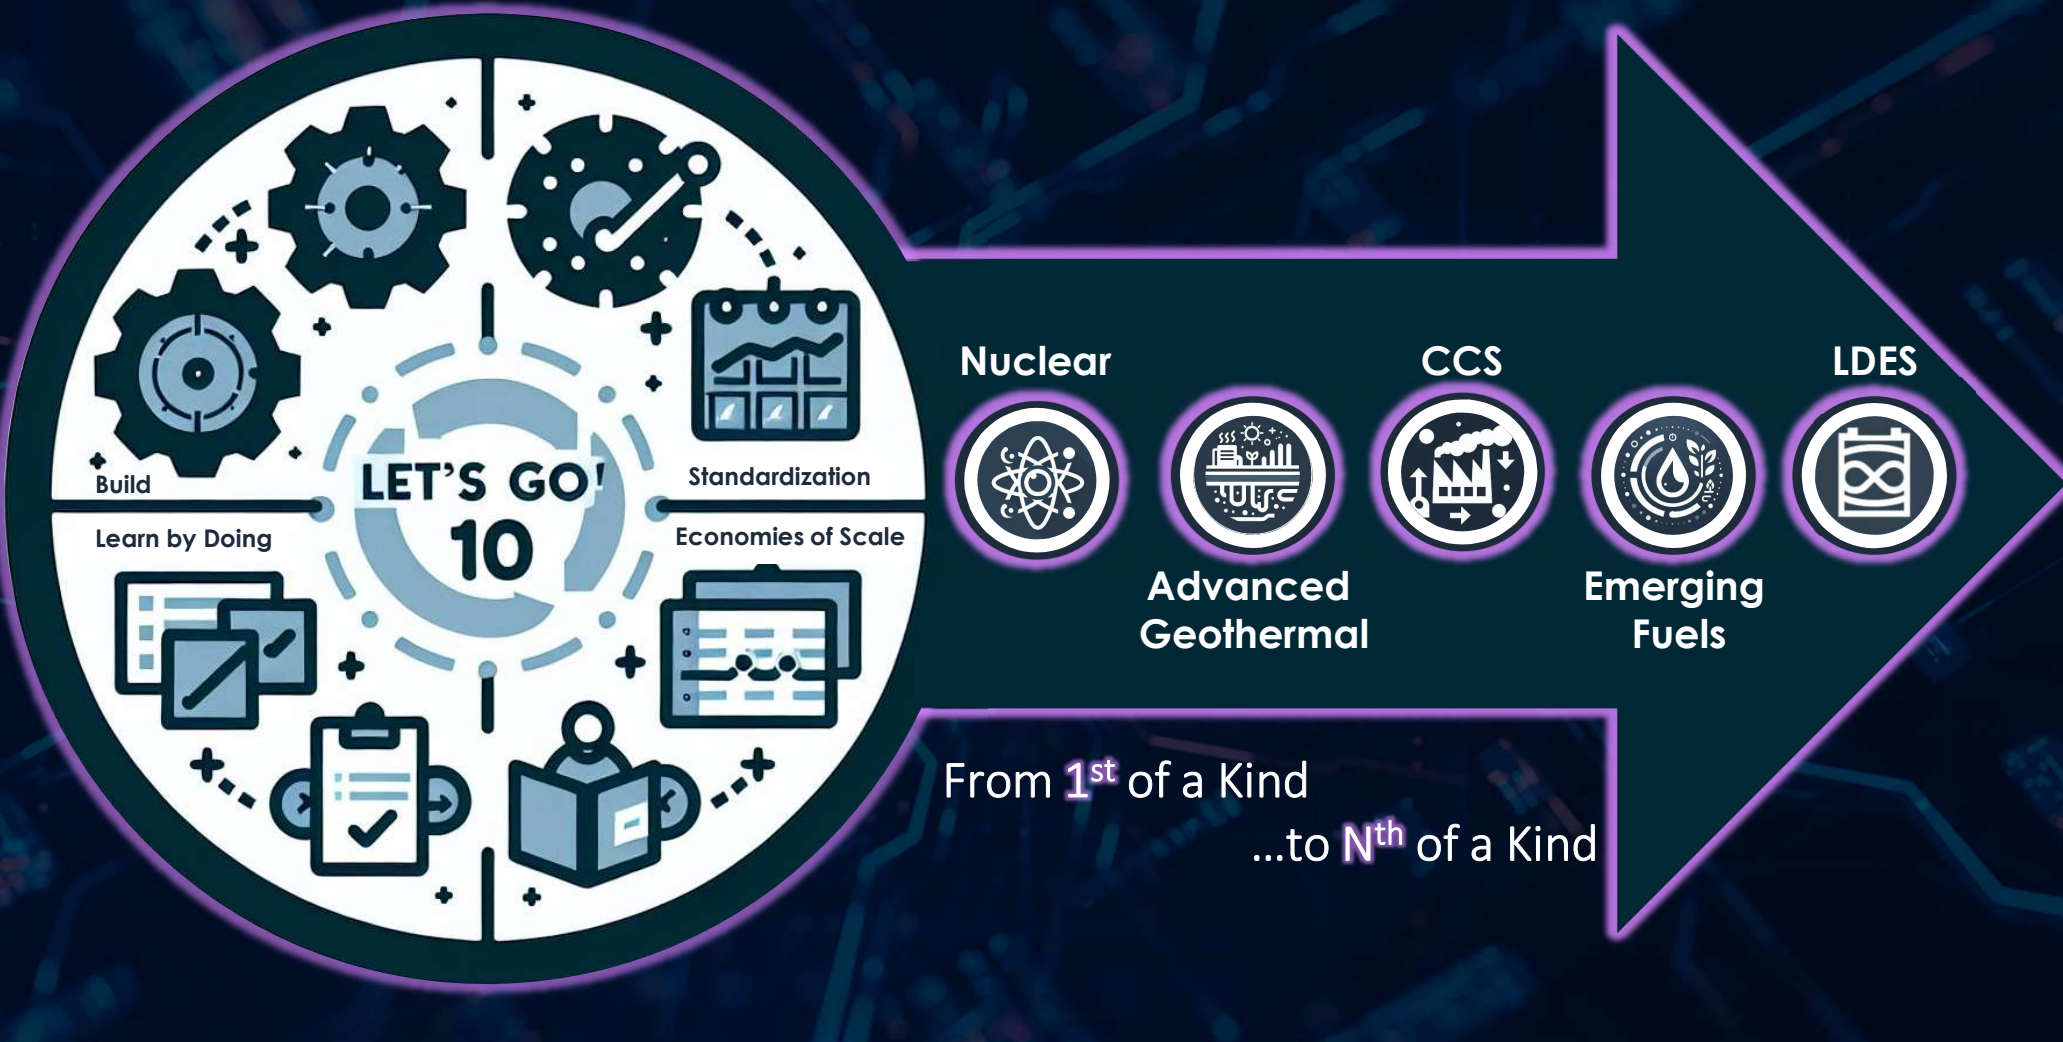 Build
Standardization
LET'S GO!
10
Learn by Doing
Economies of Scale
Nuclear
CCS
LDES
Advanced
Geothermal
Emerging
Fuels
From 1st of a Kind
...to Nth of a Kind